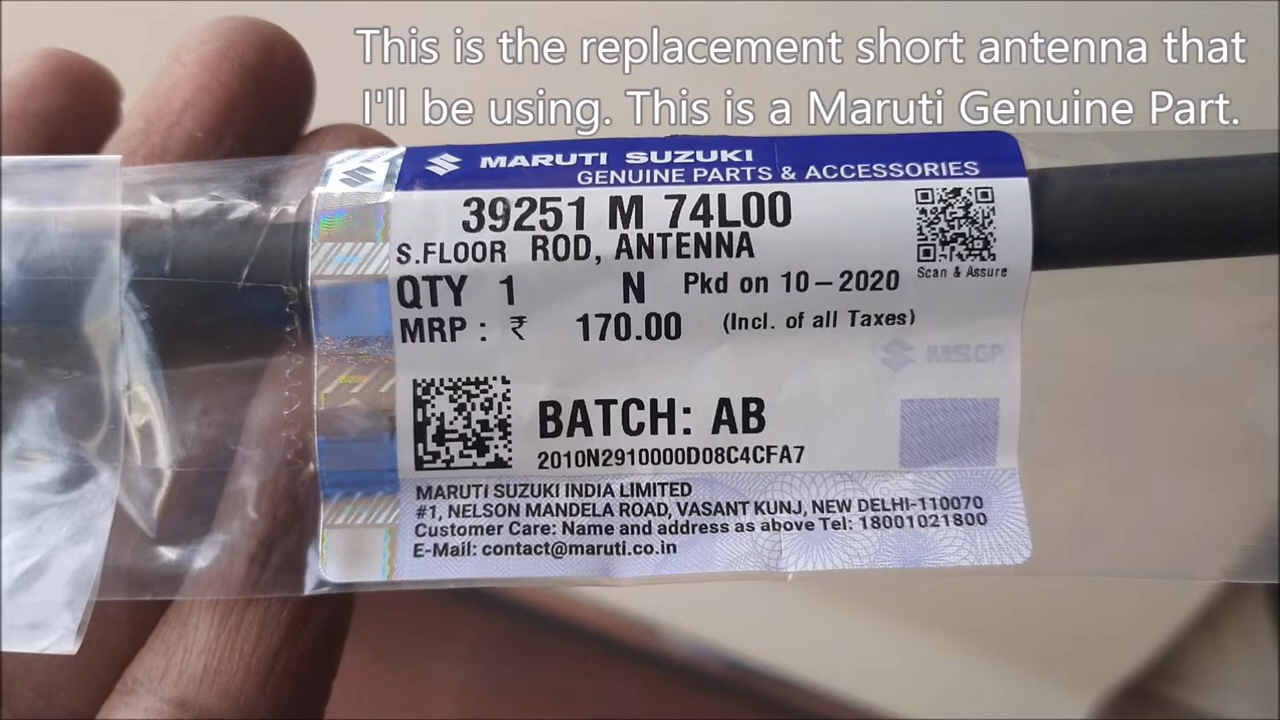 This is the replacement short antenna that
I'll be using. This is a Maruti Genuine Part.
MARUTI SUZUKI
GENUINE PARTS & ACCESSORIES
39251 M 74L00
S.FLOOR ROD, ANTENNA
QTY 1 N Pkd on 10-2020
Scan & Assure
MRP : ₹ 170.00 (Incl. of all Taxes)
MSGP
BATCH: AB
2010N2910000D08C4CFA7
MARUTI SUZUKI INDIA LIMITED
#1, NELSON MANDELA ROAD, VASANT KUNJ, NEW DELHI-110070
Customer Care: Name and address as above Tel: 18001021800
E-Mail: contact@maruti.co.in